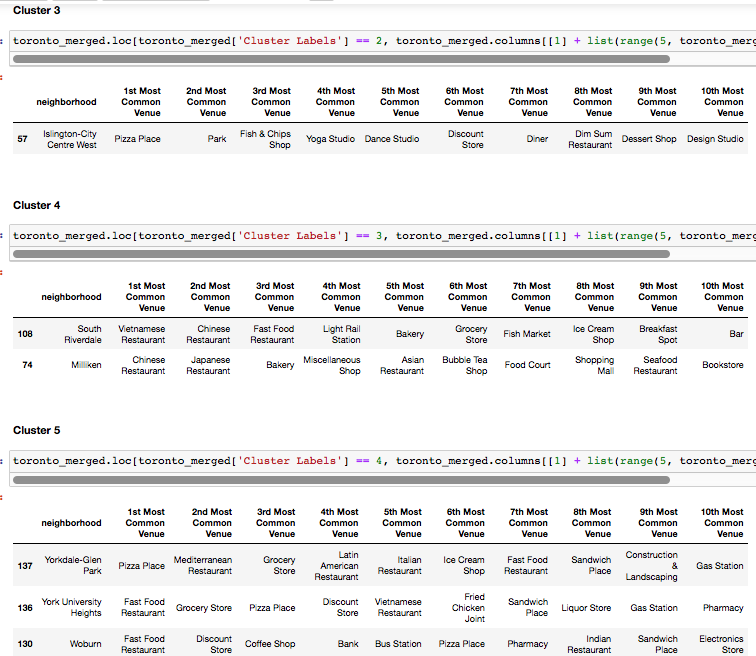 Cluster 3
toronto_merged.loc[toronto_merged['Cluster Labels'] == 2, toronto_merged.columns[[1] + list(range(5, toronto_merg
neighborhood 1st Most Common Venue 2nd Most Common Venue 3rd Most Common Venue 4th Most Common Venue 5th Most Common Venue 6th Most Common Venue 7th Most Common Venue 8th Most Common Venue 9th Most Common Venue 10th Most Common Venue
57 Islington-City Centre West Pizza Place Park Fish & Chips Shop Yoga Studio Dance Studio Discount Store Diner Dim Sum Restaurant Dessert Shop Design Studio
Cluster 4
toronto_merged.loc[toronto_merged['Cluster Labels'] == 3, toronto_merged.columns[[1] + list(range(5, toronto_merg
neighborhood 1st Most Common Venue 2nd Most Common Venue 3rd Most Common Venue 4th Most Common Venue 5th Most Common Venue 6th Most Common Venue 7th Most Common Venue 8th Most Common Venue 9th Most Common Venue 10th Most Common Venue
108 South Riverdale Vietnamese Restaurant Chinese Restaurant Fast Food Restaurant Light Rail Station Bakery Grocery Store Fish Market Ice Cream Shop Breakfast Spot Bar
74 Milliken Chinese Restaurant Japanese Restaurant Bakery Miscellaneous Shop Asian Restaurant Bubble Tea Shop Food Court Shopping Mall Seafood Restaurant Bookstore
Cluster 5
toronto_merged.loc[toronto_merged['Cluster Labels'] == 4, toronto_merged.columns[[1] + list(range(5, toronto_merg
neighborhood 1st Most Common Venue 2nd Most Common Venue 3rd Most Common Venue 4th Most Common Venue 5th Most Common Venue 6th Most Common Venue 7th Most Common Venue 8th Most Common Venue 9th Most Common Venue 10th Most Common Venue
137 Yorkdale-Glen Park Pizza Place Mediterranean Restaurant Grocery Store Latin American Restaurant Italian Restaurant Ice Cream Shop Fast Food Restaurant Sandwich Place Construction & Landscaping Gas Station
136 York University Heights Fast Food Restaurant Grocery Store Pizza Place Discount Store Vietnamese Restaurant Fried Chicken Joint Sandwich Place Liquor Store Gas Station Pharmacy
130 Woburn Fast Food Restaurant Discount Store Coffee Shop Bank Bus Station Pizza Place Pharmacy Indian Restaurant Sandwich Place Electronics Store